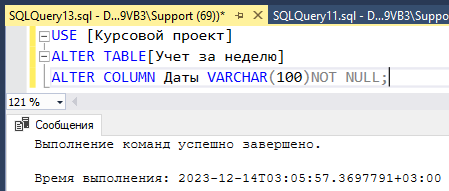 SQLQuery13.sql - D...9VB3\Support (69))*
SQLQuery11.sql - D...9VB3\Suppo
USE [Курсовой проект]
ALTER TABLE[Учет за неделю]
ALTER COLUMN Даты VARCHAR(100)NOT NULL;
121 %
Сообщения
Выполнение команд успешно завершено.
Время выполнения: 2023-12-14T03:05:57.3697791+03:00